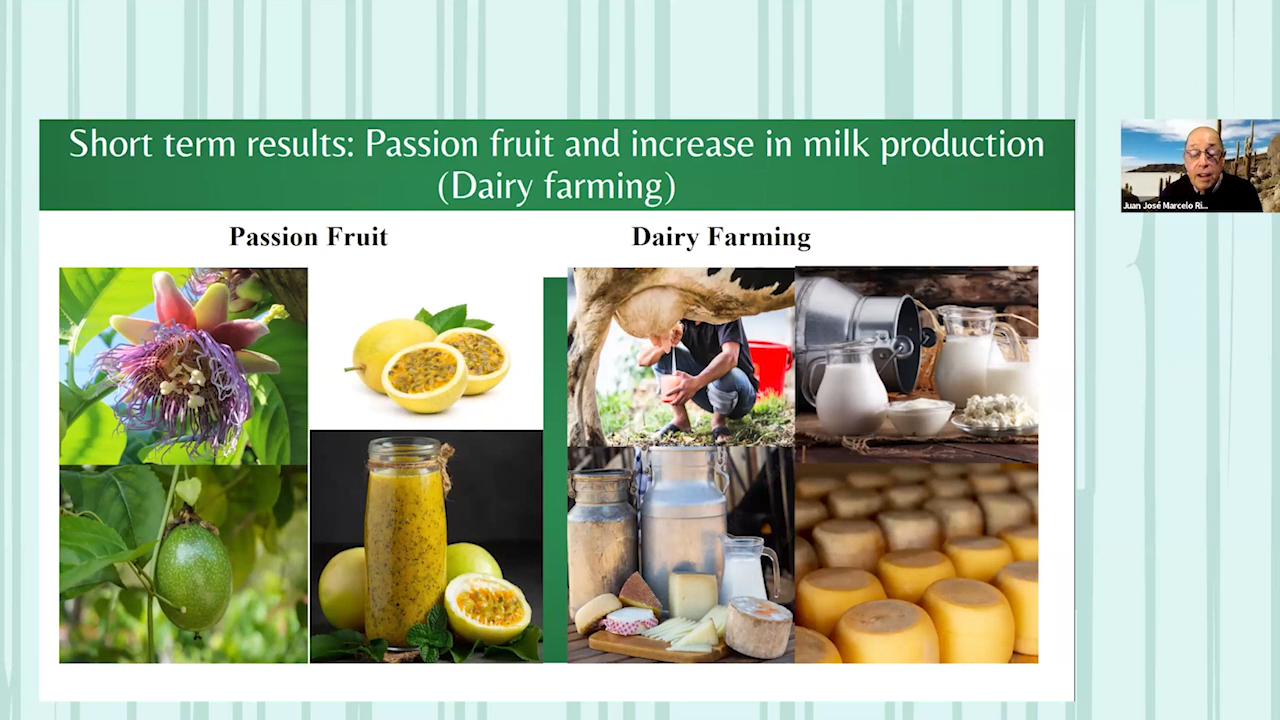 Short term results: Passion fruit and increase in milk production
(Dairy farming)
Passion Fruit
Dairy Farming
Juan José Marcelo Ri...